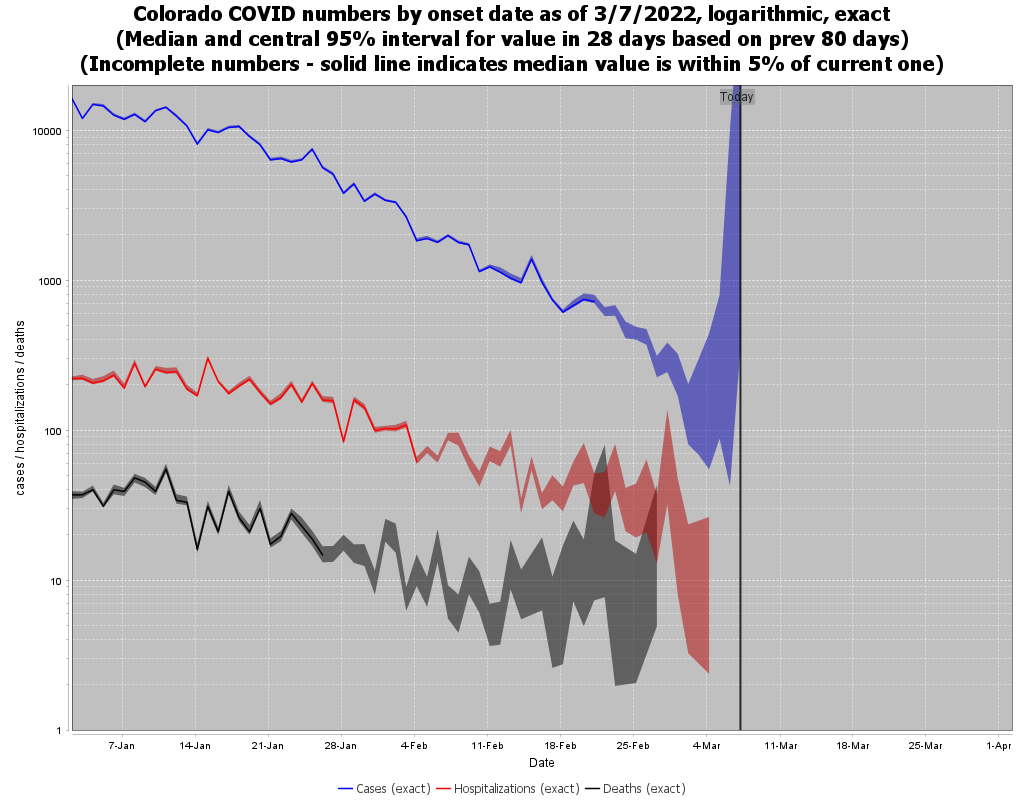 Colorado COVID numbers by onset date as of 3/7/2022, logarithmic, exact
(Median and central 95% interval for value in 28 days based on prev 80 days)
(Incomplete numbers - solid line indicates median value is within 5% of current one)
Today
10000
1000
100
10
1
cases / hospitalizations / deaths
7-Jan 14-Jan 21-Jan 28-Jan 4-Feb 11-Feb 18-Feb 25-Feb 4-Mar 11-Mar 18-Mar 25-Mar 1-Apr
Date
Cases (exact) Hospitalizations (exact) Deaths (exact)